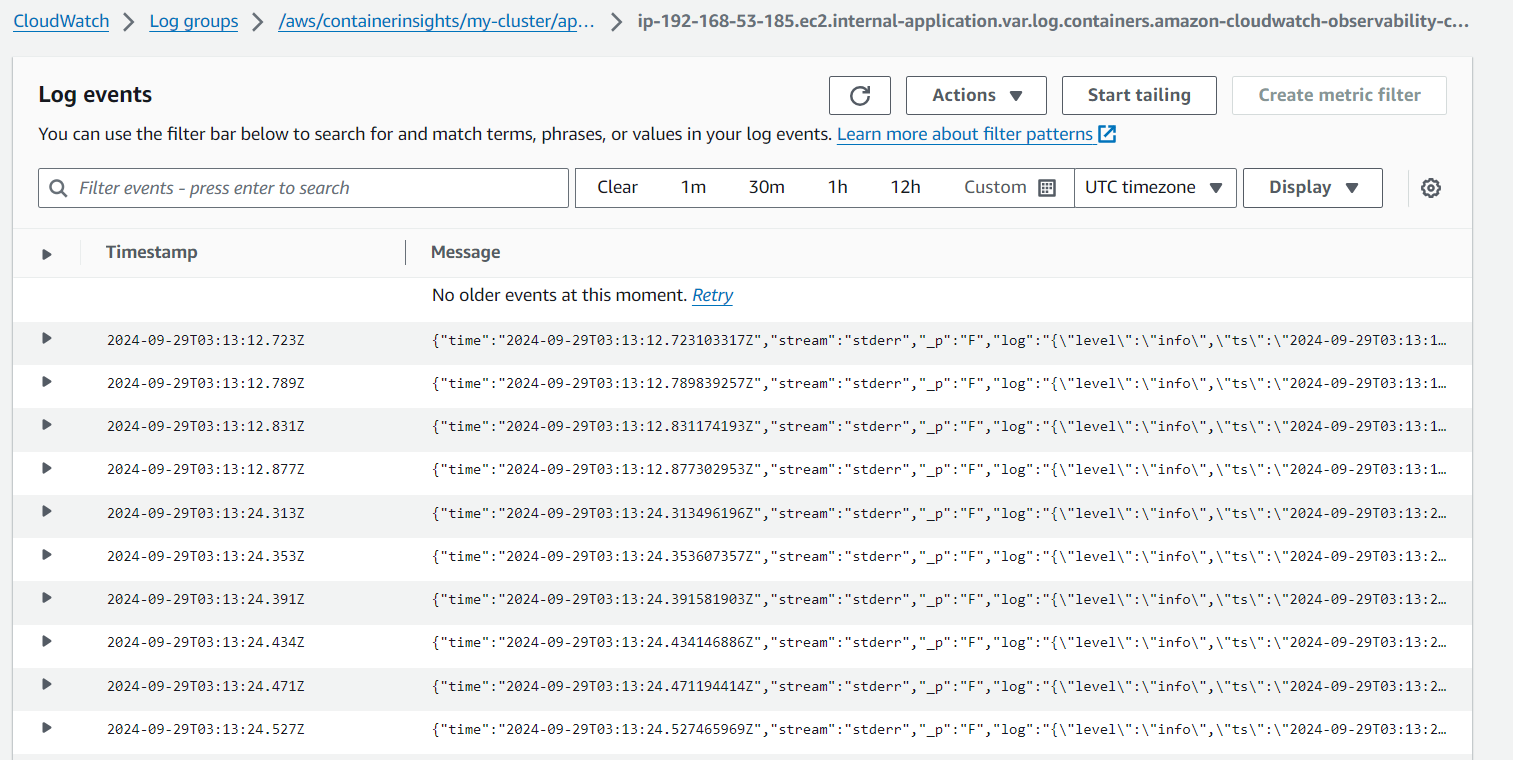 CloudWatch > Log groups > /aws/containerinsights/my-cluster/ap... > ip-192-168-53-185.ec2.internal-application.var.log.containers.amazon-cloudwatch-observability-c...
Log events
Actions
Start tailing
Create metric filter
You can use the filter bar below to search for and match terms, phrases, or values in your log events. Learn more about filter patterns
Filter events - press enter to search
Clear 1m 30m 1h 12h Custom UTC timezone Display
Timestamp Message
No older events at this moment. Retry
2024-09-29T03:13:12.723Z {"time":"2024-09-29T03:13:12.723103317Z","stream":"stderr","_p":"F","log":"{\"level\":\"info\",\"ts\":\"2024-09-29T03:13:1...
2024-09-29T03:13:12.789Z {"time":"2024-09-29T03:13:12.789839257Z","stream":"stderr","_p":"F","log":"{\"level\":\"info\",\"ts\":\"2024-09-29T03:13:1...
2024-09-29T03:13:12.831Z {"time":"2024-09-29T03:13:12.831174193Z","stream":"stderr","_p":"F","log":"{\"level\":\"info\",\"ts\":\"2024-09-29T03:13:1...
2024-09-29T03:13:12.877Z {"time":"2024-09-29T03:13:12.877302953Z","stream":"stderr","_p":"F","log":"{\"level\":\"info\",\"ts\":\"2024-09-29T03:13:1...
2024-09-29T03:13:24.313Z {"time":"2024-09-29T03:13:24.313496196Z","stream":"stderr","_p":"F","log":"{\"level\":\"info\",\"ts\":\"2024-09-29T03:13:2...
2024-09-29T03:13:24.353Z {"time":"2024-09-29T03:13:24.353607357Z","stream":"stderr","_p":"F","log":"{\"level\":\"info\",\"ts\":\"2024-09-29T03:13:2...
2024-09-29T03:13:24.391Z {"time":"2024-09-29T03:13:24.391581903Z","stream":"stderr","_p":"F","log":"{\"level\":\"info\",\"ts\":\"2024-09-29T03:13:2...
2024-09-29T03:13:24.434Z {"time":"2024-09-29T03:13:24.434146886Z","stream":"stderr","_p":"F","log":"{\"level\":\"info\",\"ts\":\"2024-09-29T03:13:2...
2024-09-29T03:13:24.471Z {"time":"2024-09-29T03:13:24.471194414Z","stream":"stderr","_p":"F","log":"{\"level\":\"info\",\"ts\":\"2024-09-29T03:13:2...
2024-09-29T03:13:24.527Z {"time":"2024-09-29T03:13:24.527465969Z","stream":"stderr","_p":"F","log":"{\"level\":\"info\",\"ts\":\"2024-09-29T03:13:2...